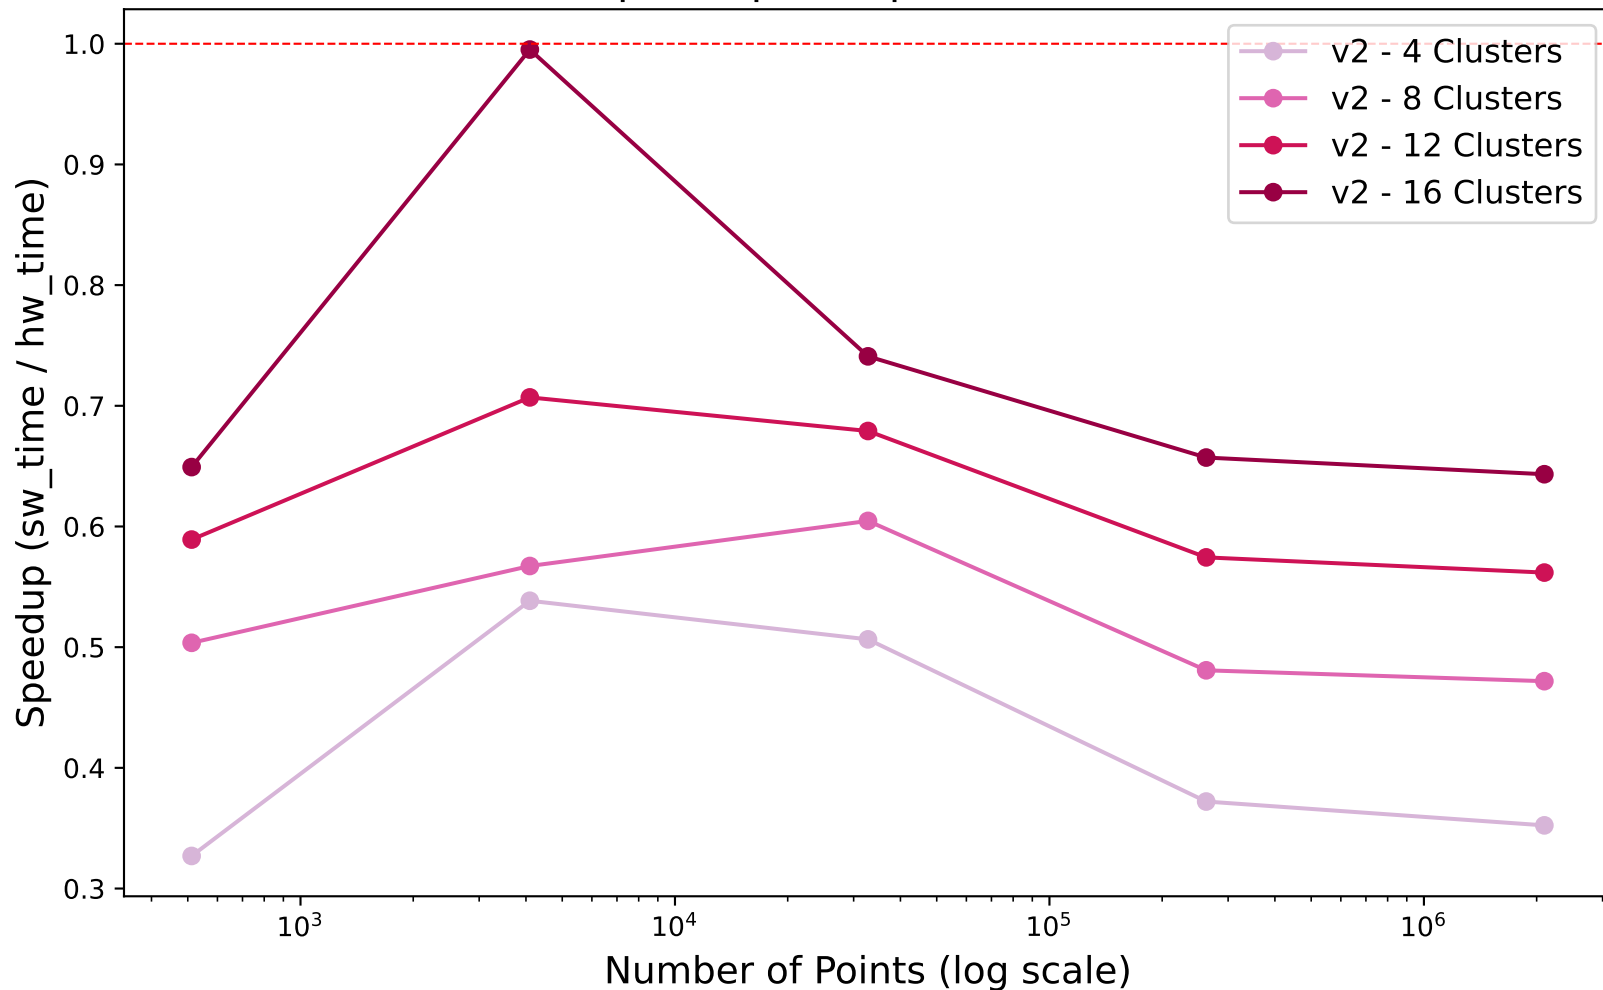 1.0
0.9
0.8
0.7
0.6
0.5
0.4
0.3
Speedup (sw_time / hw_time)
v2 - 4 Clusters
v2 - 8 Clusters
v2 - 12 Clusters
v2 - 16 Clusters
10³
10⁴
10⁵
10⁶
Number of Points (log scale)